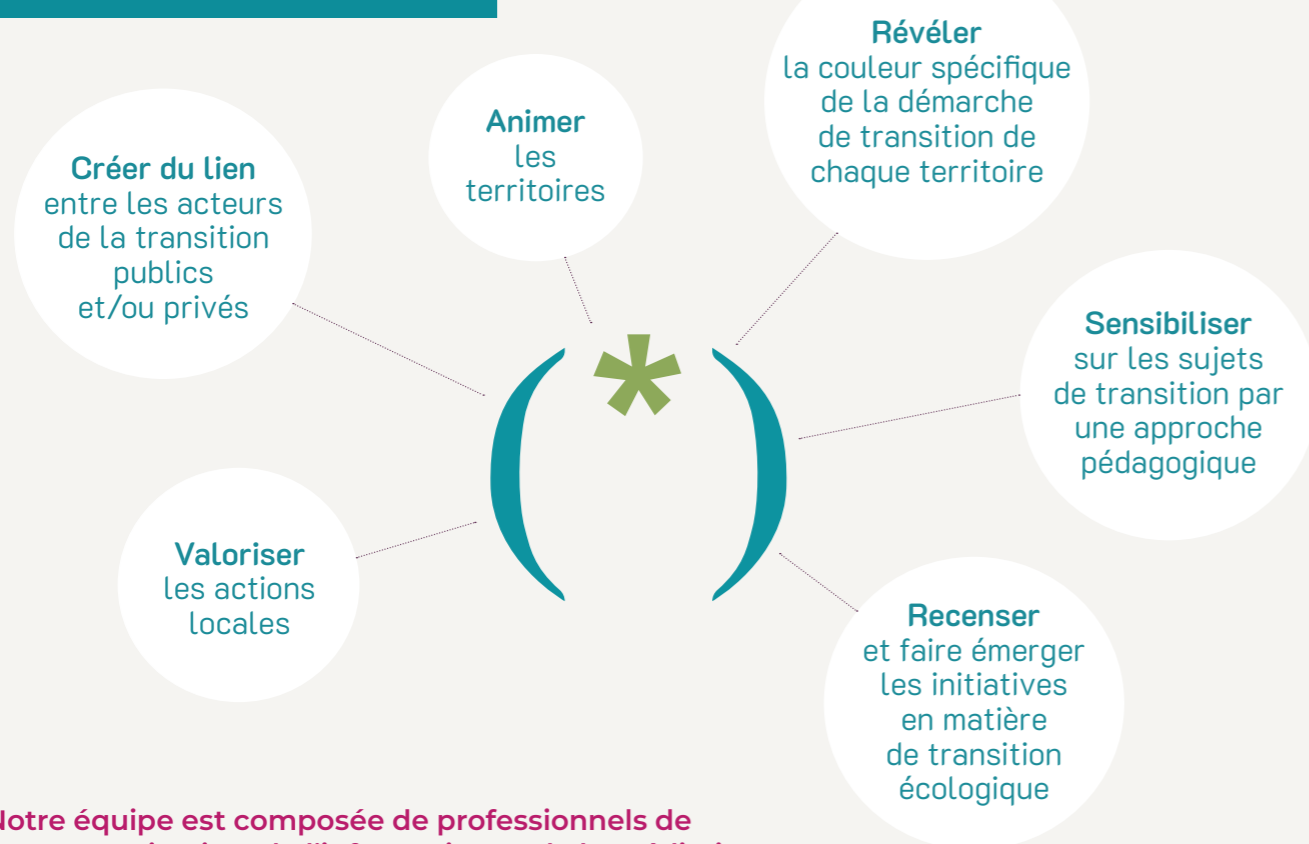 Révéler
la couleur spécifique
de la démarche
de transition de
chaque territoire
Animer
les
territoires
Créer du lien
entre les acteurs
de la transition
publics
et/ou privés
Sensibiliser
sur les sujets
de transition par
une approche
pédagogique
( * )
Valoriser
les actions
locales
Recenser
et faire émerger
les initiatives
en matière
de transition
écologique
Notre équipe est composée de professionnels de